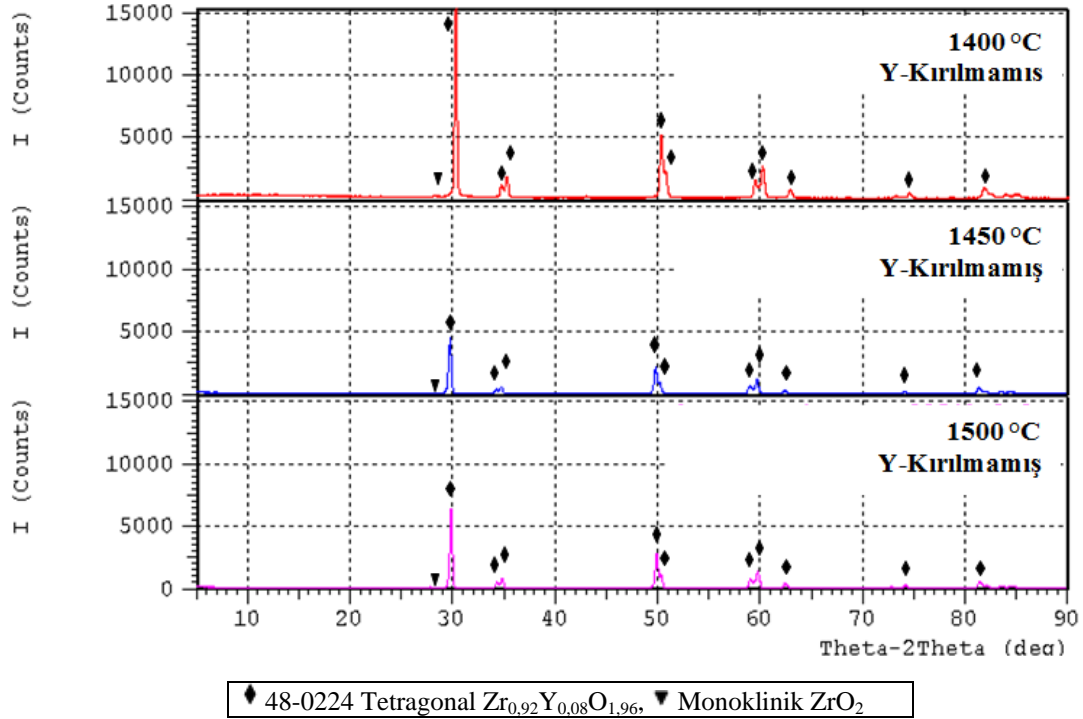 15000
10000
5000
I (Counts)
1400 °C
Y-Kırılmamıs
15000
10000
5000
I (Counts)
1450 °C
Y-Kırılmamış
15000
10000
5000
0
I (Counts)
1500 °C
Y-Kırılmamış
10 20 30 40 50 60 70 80 90
Theta-2Theta (deg)
♦ 48-0224 Tetragonal Zr0,92Y0,08O1,96, ▼ Monoklinik ZrO2